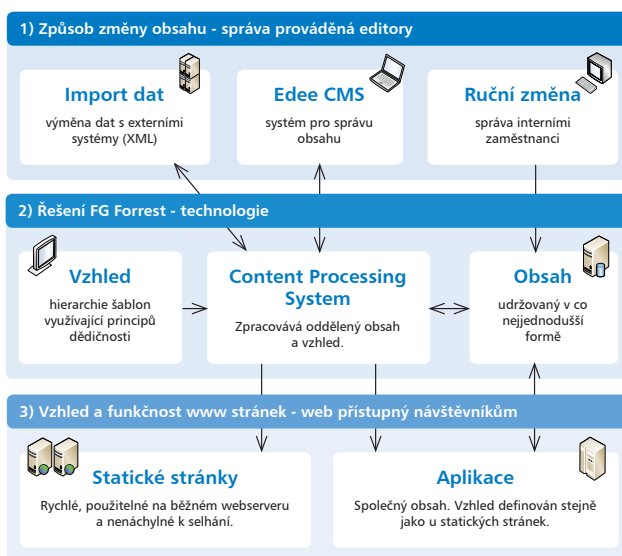 1) Způsob změny obsahu - správa prováděná editory
Import dat
výměna dat s externími
systémy (XML)
Edee CMS
systém pro správu
obsahu
Ruční změna
správa interními
zaměstnanci
2) Řešení FG Forrest - technologie
Vzhled
hierarchie šablon
využívající principů
dědičnosti
Content Processing
System
Zpracovává oddělený obsah
a vzhled.
Obsah
udržovaný v co
nejjednodušší
formě
3) Vzhled a funkčnost www stránek - web přístupný návštěvníkům
Statické stránky
Rychlé, použitelné na běžném webserveru
a nenáchylné k selhání.
Aplikace
Společný obsah. Vzhled definován stejně
jako u statických stránek.